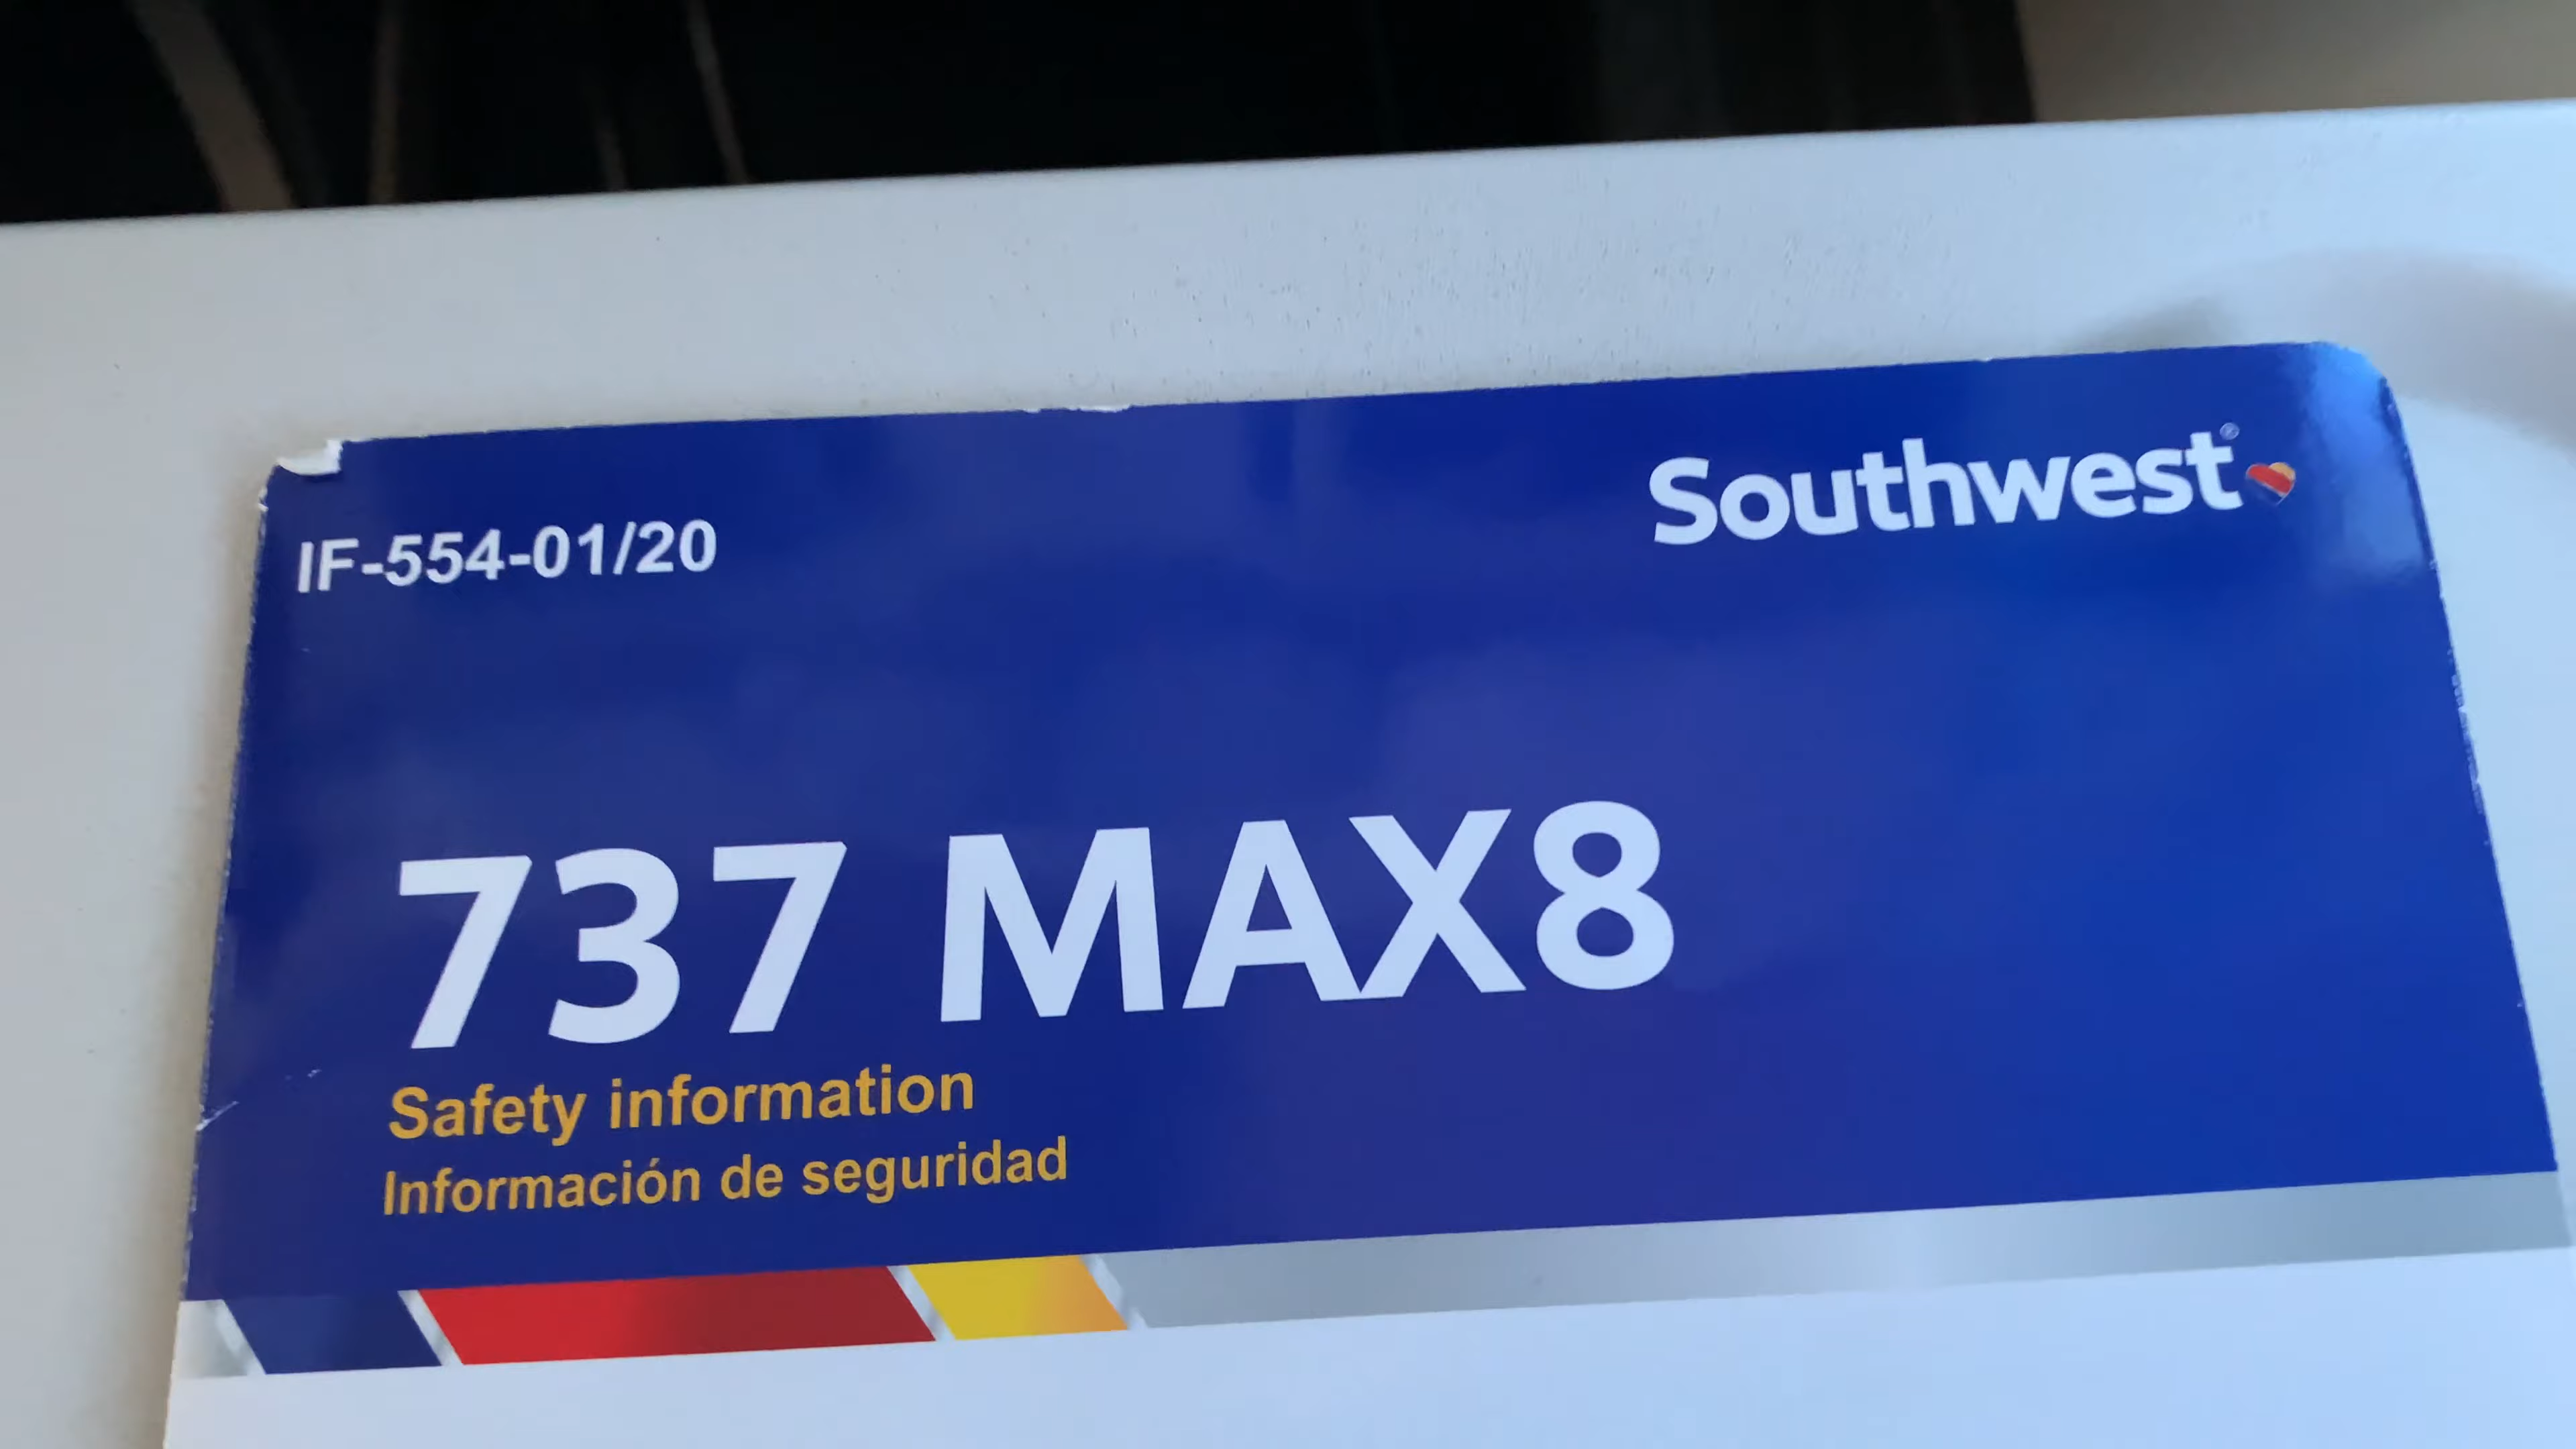 Southwest®
IF-554-01/20
737 MAX8
Safety information
Información de seguridad